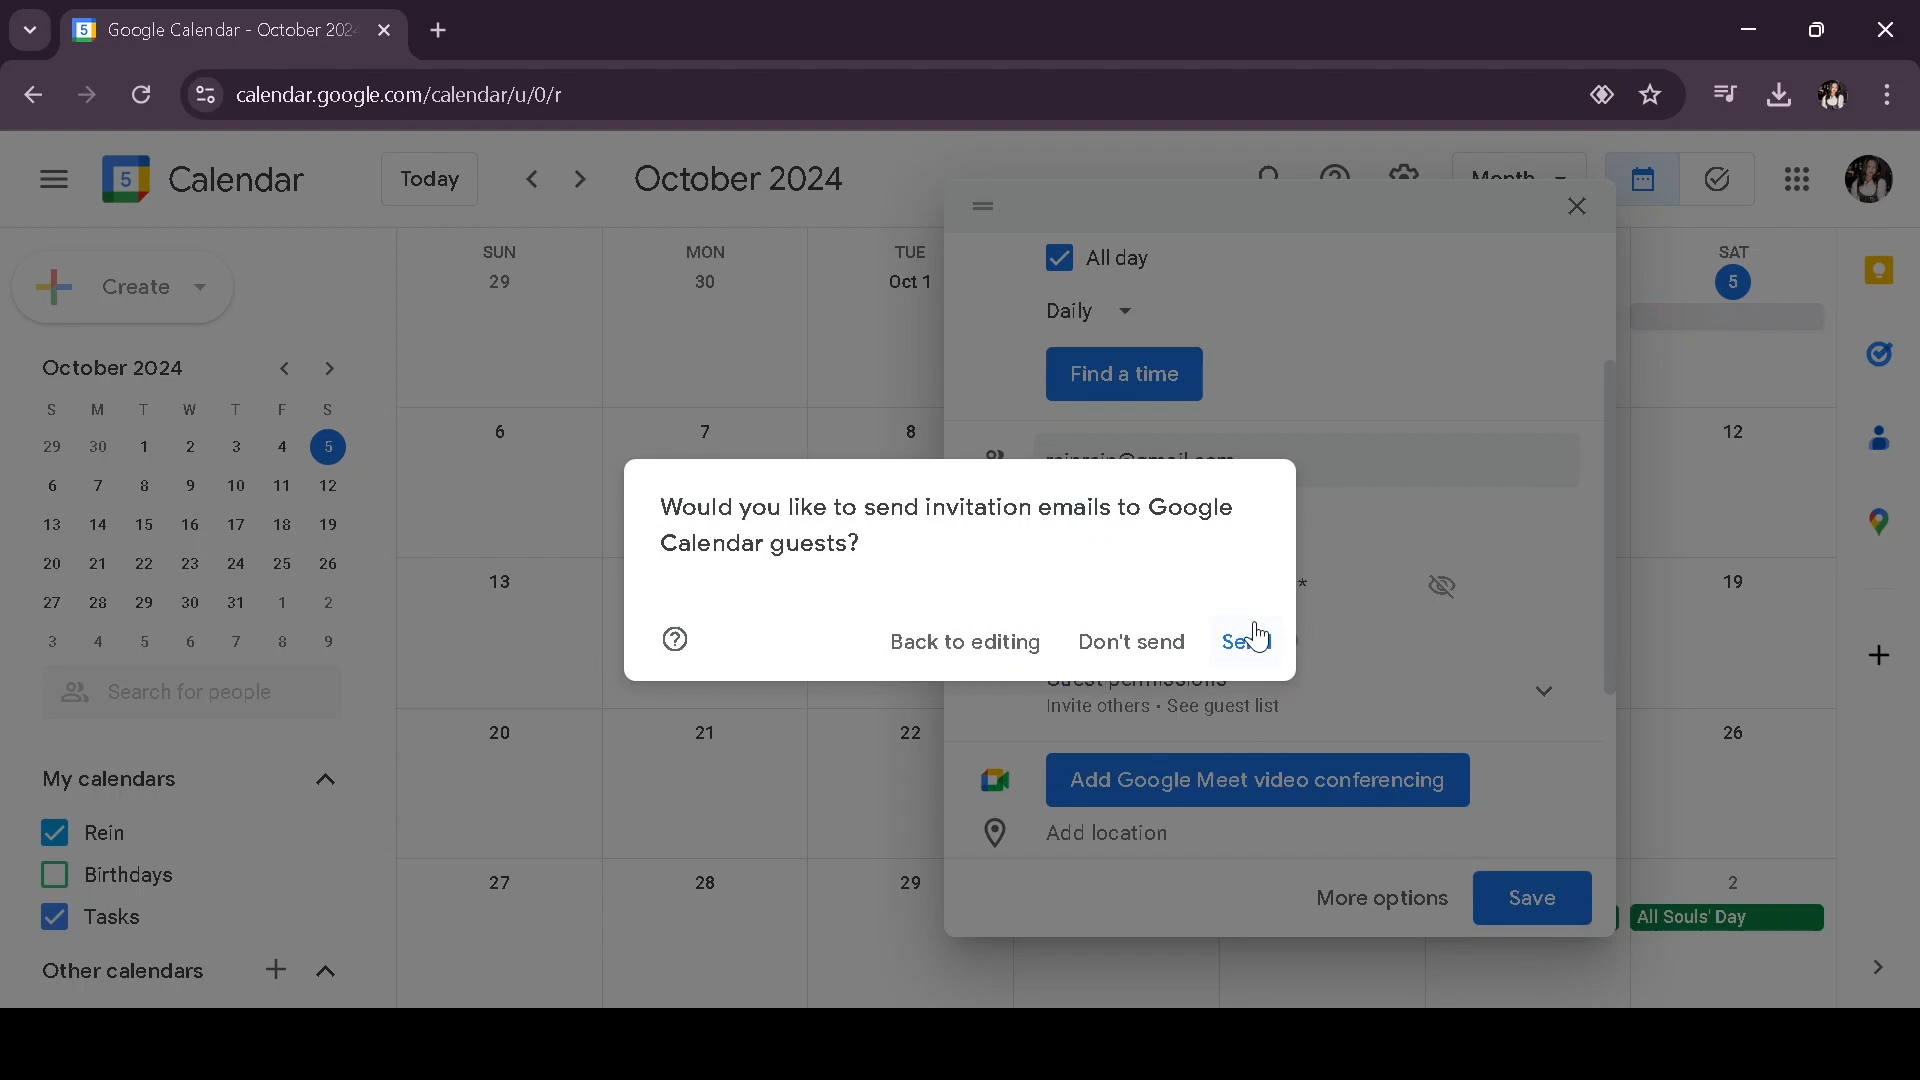 Google Calendar - October 202
calendar.google.com/calendar/u/0/r
5 Calendar Today October 2024 Month
Create
October 2024
S M T W T F S
29 30 1 2 3 4 5
6 7 8 9 10 11 12
13 14 15 16 17 18 19
20 21 22 23 24 25 26
27 28 29 30 31 1 2
3 4 5 6 7 8 9
Search for people
My calendars
Rein
Birthdays
Tasks
Other calendars
SUN MON TUE SAT
29 30 Oct 1 5
6 7 8 12
13 19
20 21 22 26
27 28 29 2
All Souls' Day
All day
Daily
Find a time
Would you like to send invitation emails to Google
Calendar guests?
Back to editing Don't send Send
Guest permissions
Invite others • See guest list
Add Google Meet video conferencing
Add location
More options Save